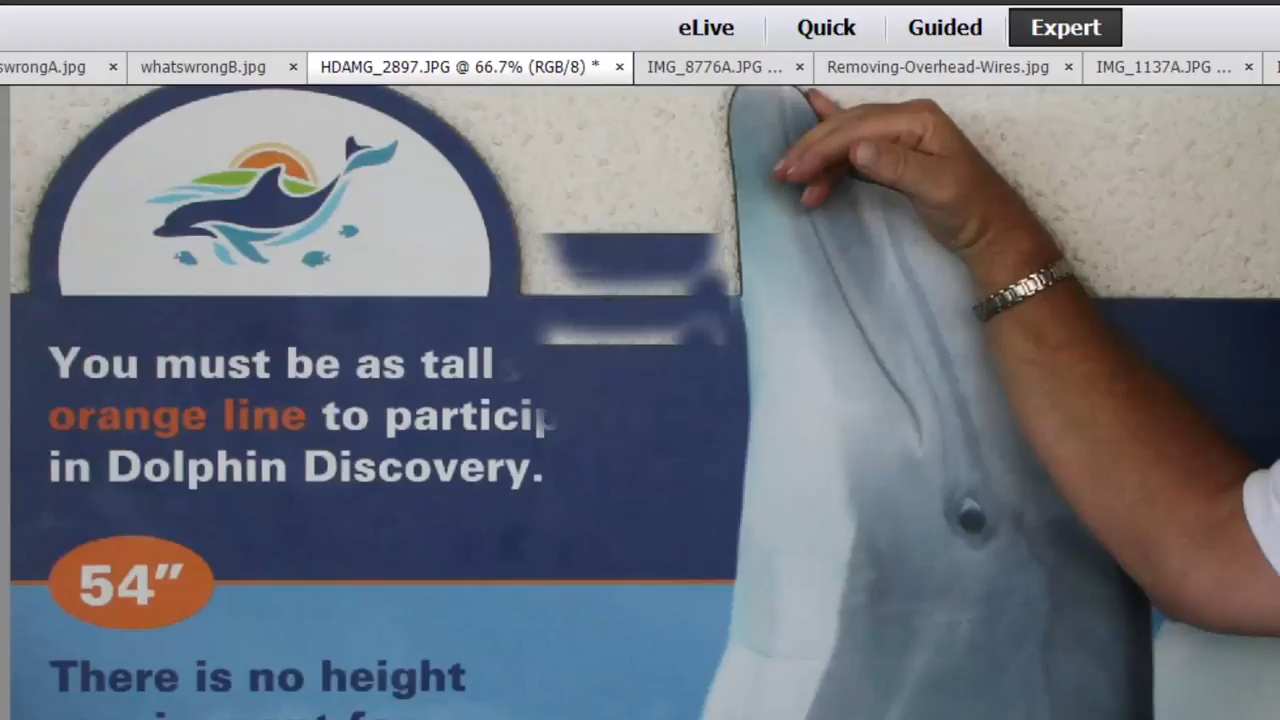 eLive Quick Guided Expert
swrongA.jpg × whatswrongB.jpg × HDAMG_2897.JPG @ 66.7% (RGB/8) * × IMG_8776A.JPG ... × Removing-Overhead-Wires.jpg × IMG_1137A.JPG ... ×
You must be as tall
orange line to particip
in Dolphin Discovery.
54"
There is no height